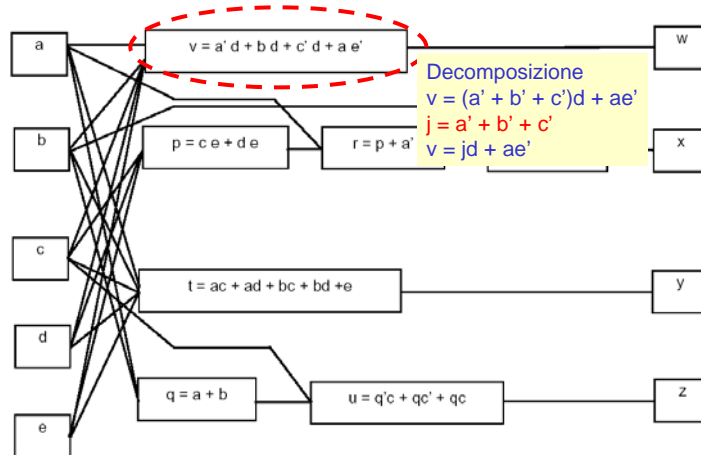 a
v = a' d + b d + c' d + a e'
w
Decomposizione
v = (a' + b' + c')d + ae'
j = a' + b' + c'
v = jd + ae'
b
p = c e + d e
r = p + a'
x
c
t = ac + ad + bc + bd +e
y
d
q = a + b
u = q'c + qc' + qc
z
e